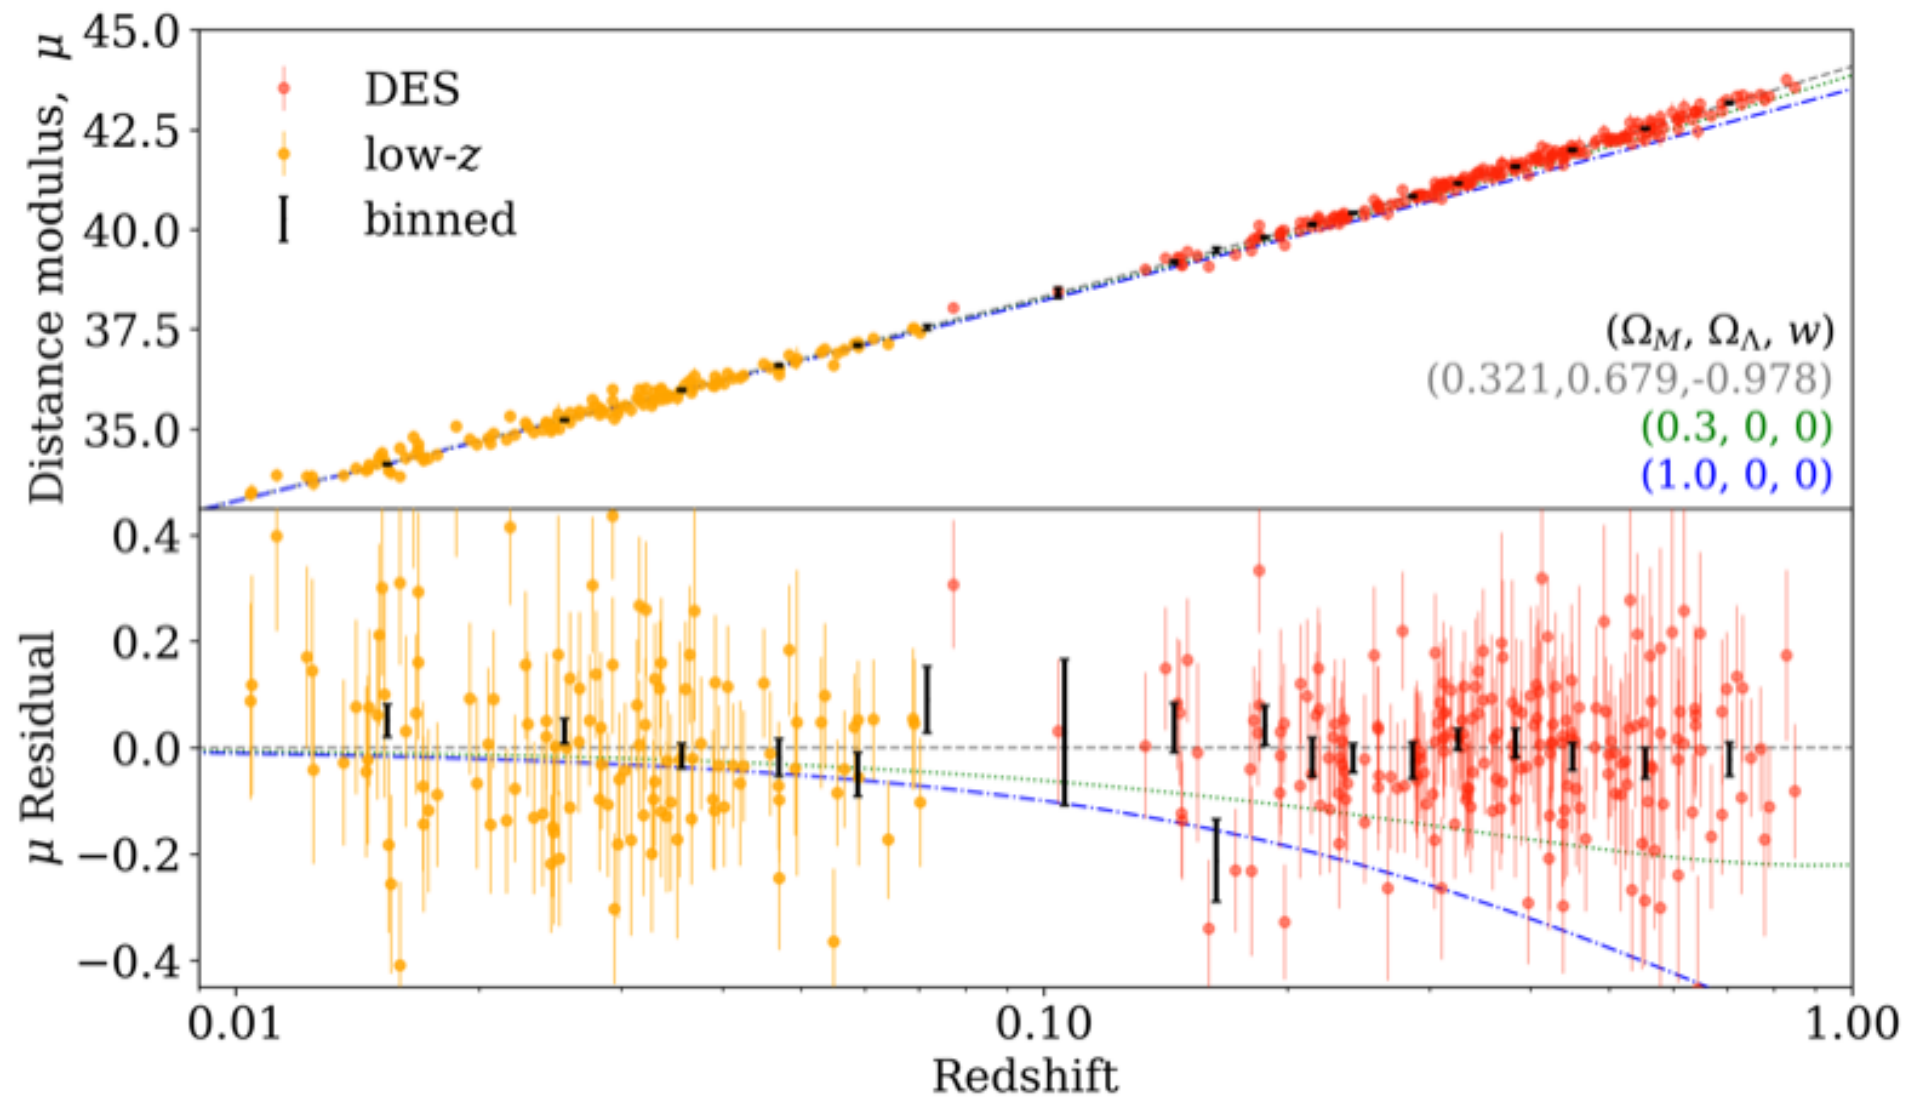 Distance modulus, μ
45.0
42.5
40.0
37.5
35.0
DES
low-z
binned
(Ω_M, Ω_Λ, w)
(0.321,0.679,-0.978)
(0.3, 0, 0)
(1.0, 0, 0)
μ Residual
0.4
0.2
0.0
−0.2
−0.4
0.01 0.10 1.00
Redshift